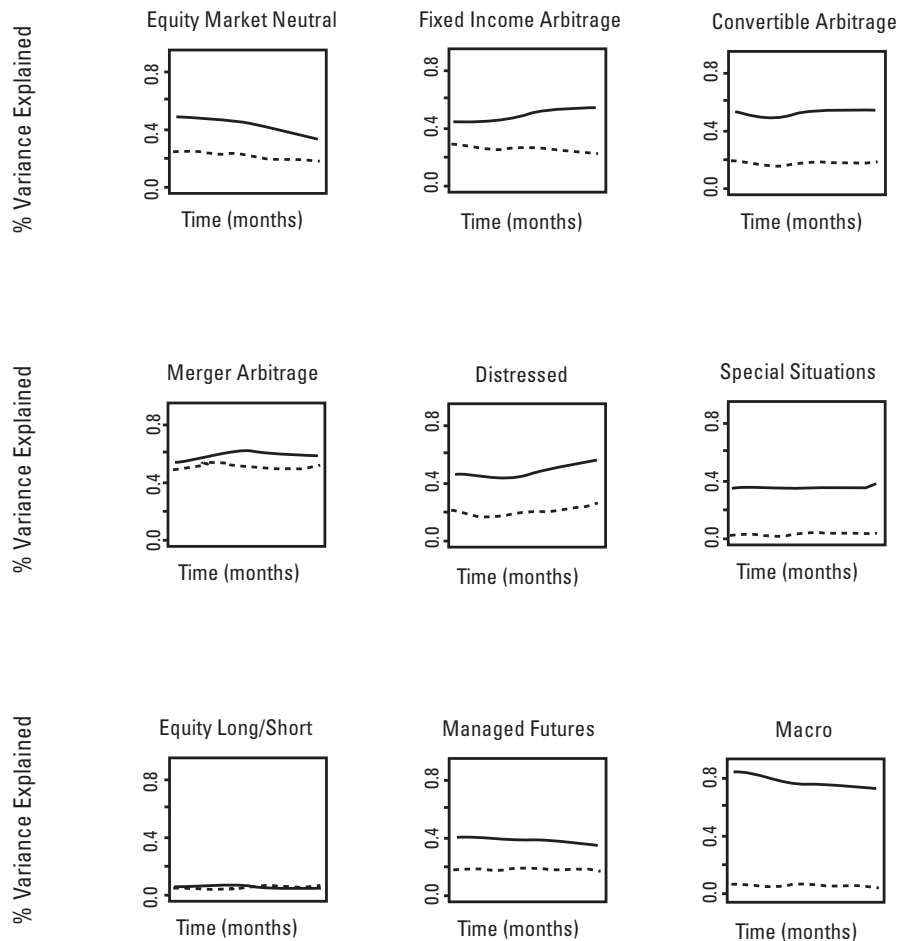 Equity Market Neutral
Fixed Income Arbitrage
Convertible Arbitrage
% Variance Explained
0.8
0.4
0.0
0.8
0.4
0.0
0.8
0.4
0.0
Time (months)
Time (months)
Time (months)
Merger Arbitrage
Distressed
Special Situations
% Variance Explained
0.8
0.4
0.0
0.8
0.4
0.0
0.8
0.4
0.0
Time (months)
Time (months)
Time (months)
Equity Long/Short
Managed Futures
Macro
% Variance Explained
0.8
0.4
0.0
0.8
0.4
0.0
0.8
0.4
0.0
Time (months)
Time (months)
Time (months)